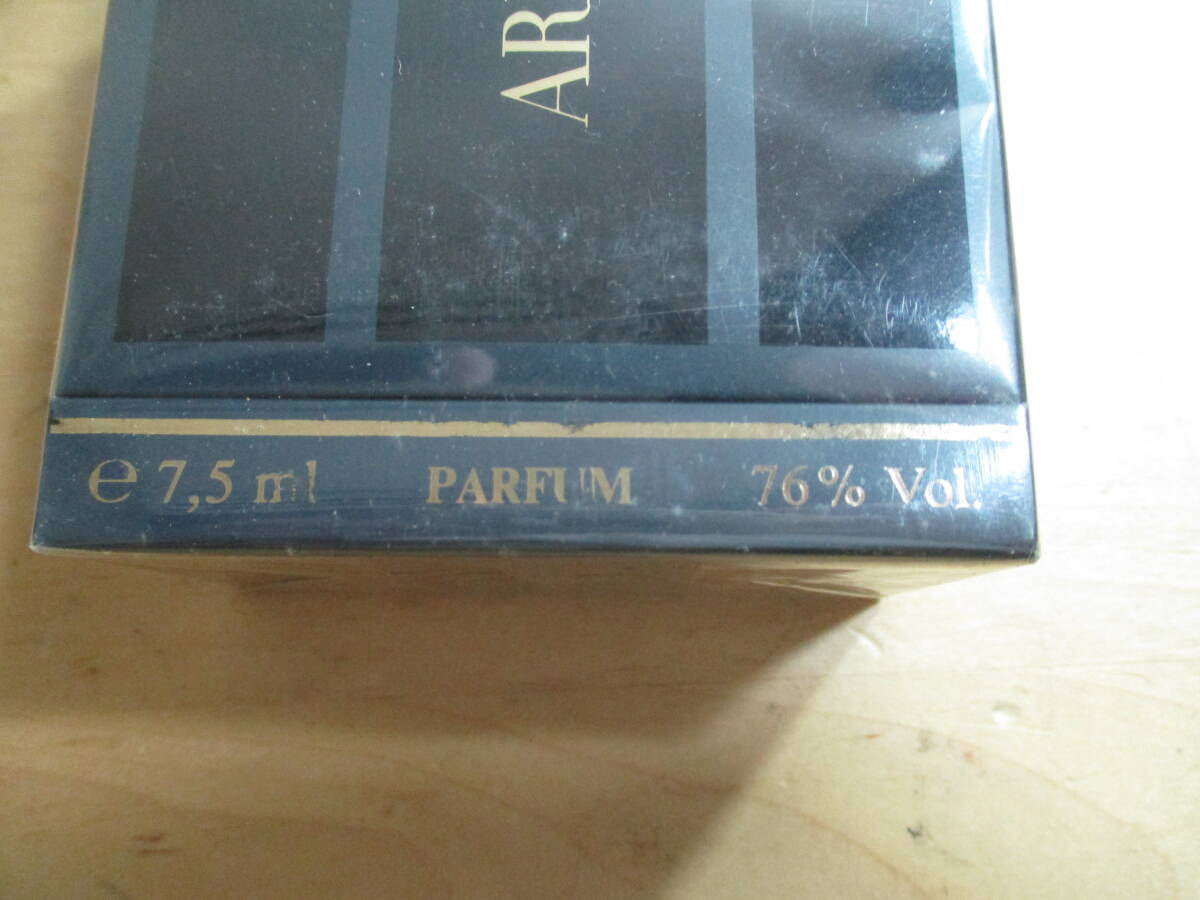 AR
℮ 7,5 ml PARFUM 76% Vol.